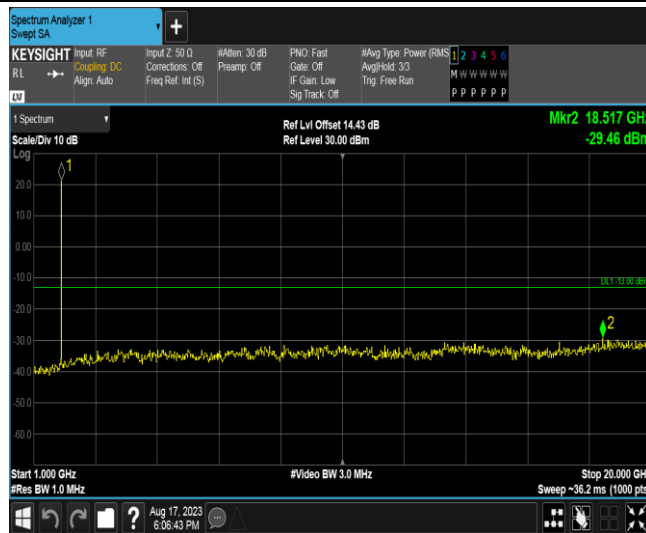 Spectrum Analyzer 1
Swept SA
+
KEYSIGHT
RL
Input: RF
Coupling: DC
Align: Auto
Input Z: 50 Ω
Corrections: Off
Freq Ref: Int (S)
#Atten: 30 dB
Preamp: Off
PNO: Fast
Gate: Off
IF Gain: Low
Sig Track: Off
#Avg Type: Power (RMS
Avg|Hold: 3/3
Trig: Free Run
1 2 3 4 5 6
M W W W W W
P P P P P P
1 Spectrum
Scale/Div 10 dB
Log
Ref Lvl Offset 14.43 dB
Ref Level 30.00 dBm
Mkr2 18.517 GHz
-29.46 dBm
1
20.0
10.0
0.00
-10.0
DL1 -13.00 dBm
-20.0
2
-30.0
-40.0
-50.0
-60.0
Start 1.000 GHz
#Res BW 1.0 MHz
#Video BW 3.0 MHz
Stop 20.000 GHz
Sweep ~36.2 ms (1000 pts)
?
Aug 17, 2023
6:06:43 PM